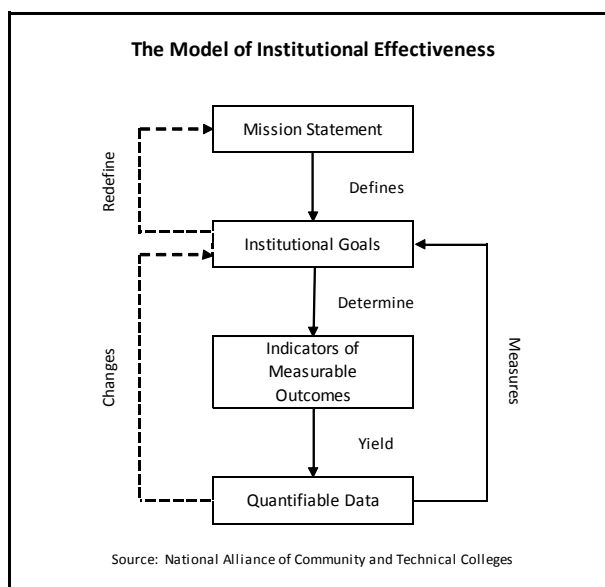 The Model of Institutional Effectiveness
Mission Statement
Redefine
Defines
Institutional Goals
Determine
Indicators of
Measurable
Outcomes
Changes
Measures
Yield
Quantifiable Data
Source: National Alliance of Community and Technical Colleges